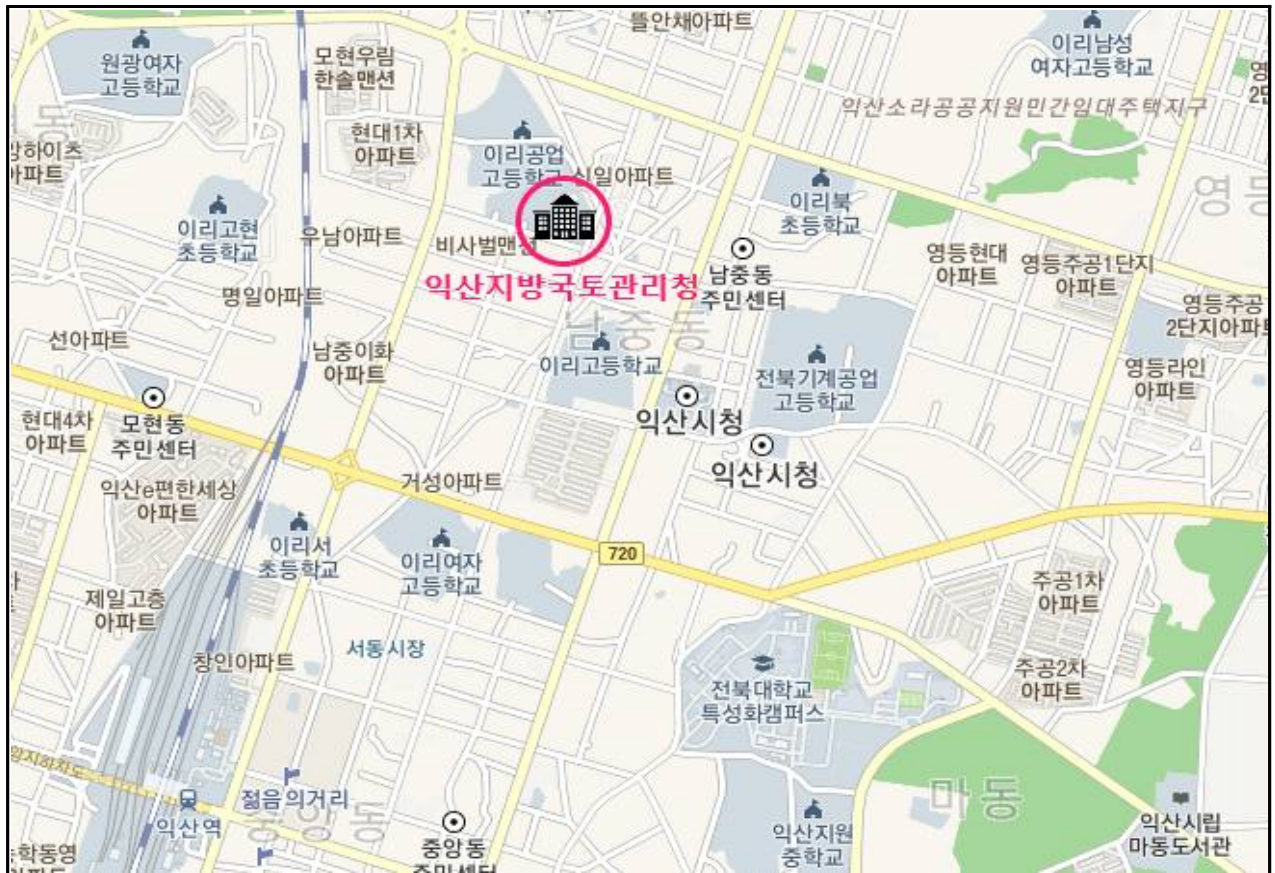 뜰안채아파트
원광여자
고등학교
모현우림
한솔맨션
이리남성
여자고등학교
익산소라공공지원민간임대주택지구
현대1차
아파트
이리공업
고등학교
신일아파트
이리북
초등학교
이리고현
초등학교
우남아파트
비사벌맨션
남중동
주민센터
영등현대
아파트
영등주공1단지
아파트
익산지방국토관리청
명일아파트
남중동
영등주공
2단지아파트
선아파트
남중이화
아파트
이리고등학교
전북기계공업
고등학교
영등라인
아파트
현대4차
아파트
모현동
주민센터
익산시청
익산시청
거성아파트
익산e편한세상
아파트
이리서
초등학교
이리여자
고등학교
720
주공1차
아파트
제일고층
아파트
서동시장
창인아파트
전북대학교
특성화캠퍼스
주공2차
아파트
마동
젊음의거리
익산역
중앙동
중앙동
주민센터
익산지원
중학교
익산시립
마동도서관